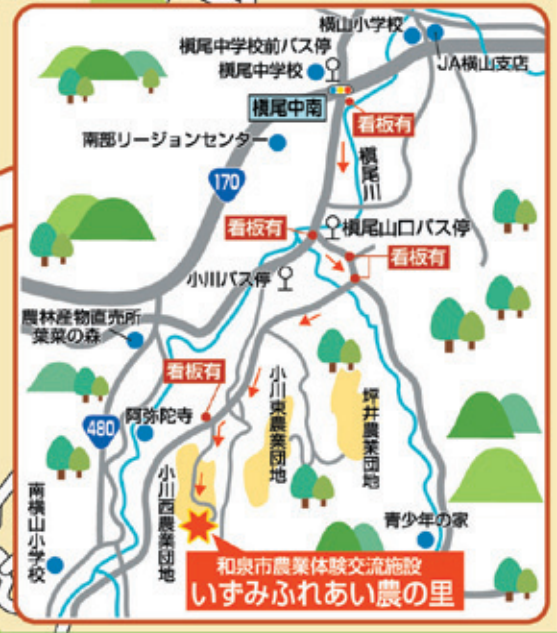 横山小学校
槇尾中学校前バス停
JA横山支店
槇尾中学校
槇尾中南
看板有
南部リージョンセンター
槇尾川
170
看板有
槇尾山口バス停
看板有
小川バス停
農林産物直売所
葉菜の森
看板有
小川東農業団地
坪井農業団地
阿弥陀寺
480
小川西農業団地
南横山小学校
青少年の家
和泉市農業体験交流施設
いずみふれあい農の里